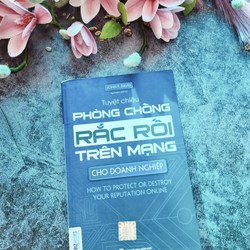 Tuyệt chiêu
PHÒNG CHỐNG
RẮC RỐI
TRÊN MẠNG
CHO DOANH NGHIỆP
HOW TO PROTECT OR DESTROY
YOUR REPUTATION ONLINE